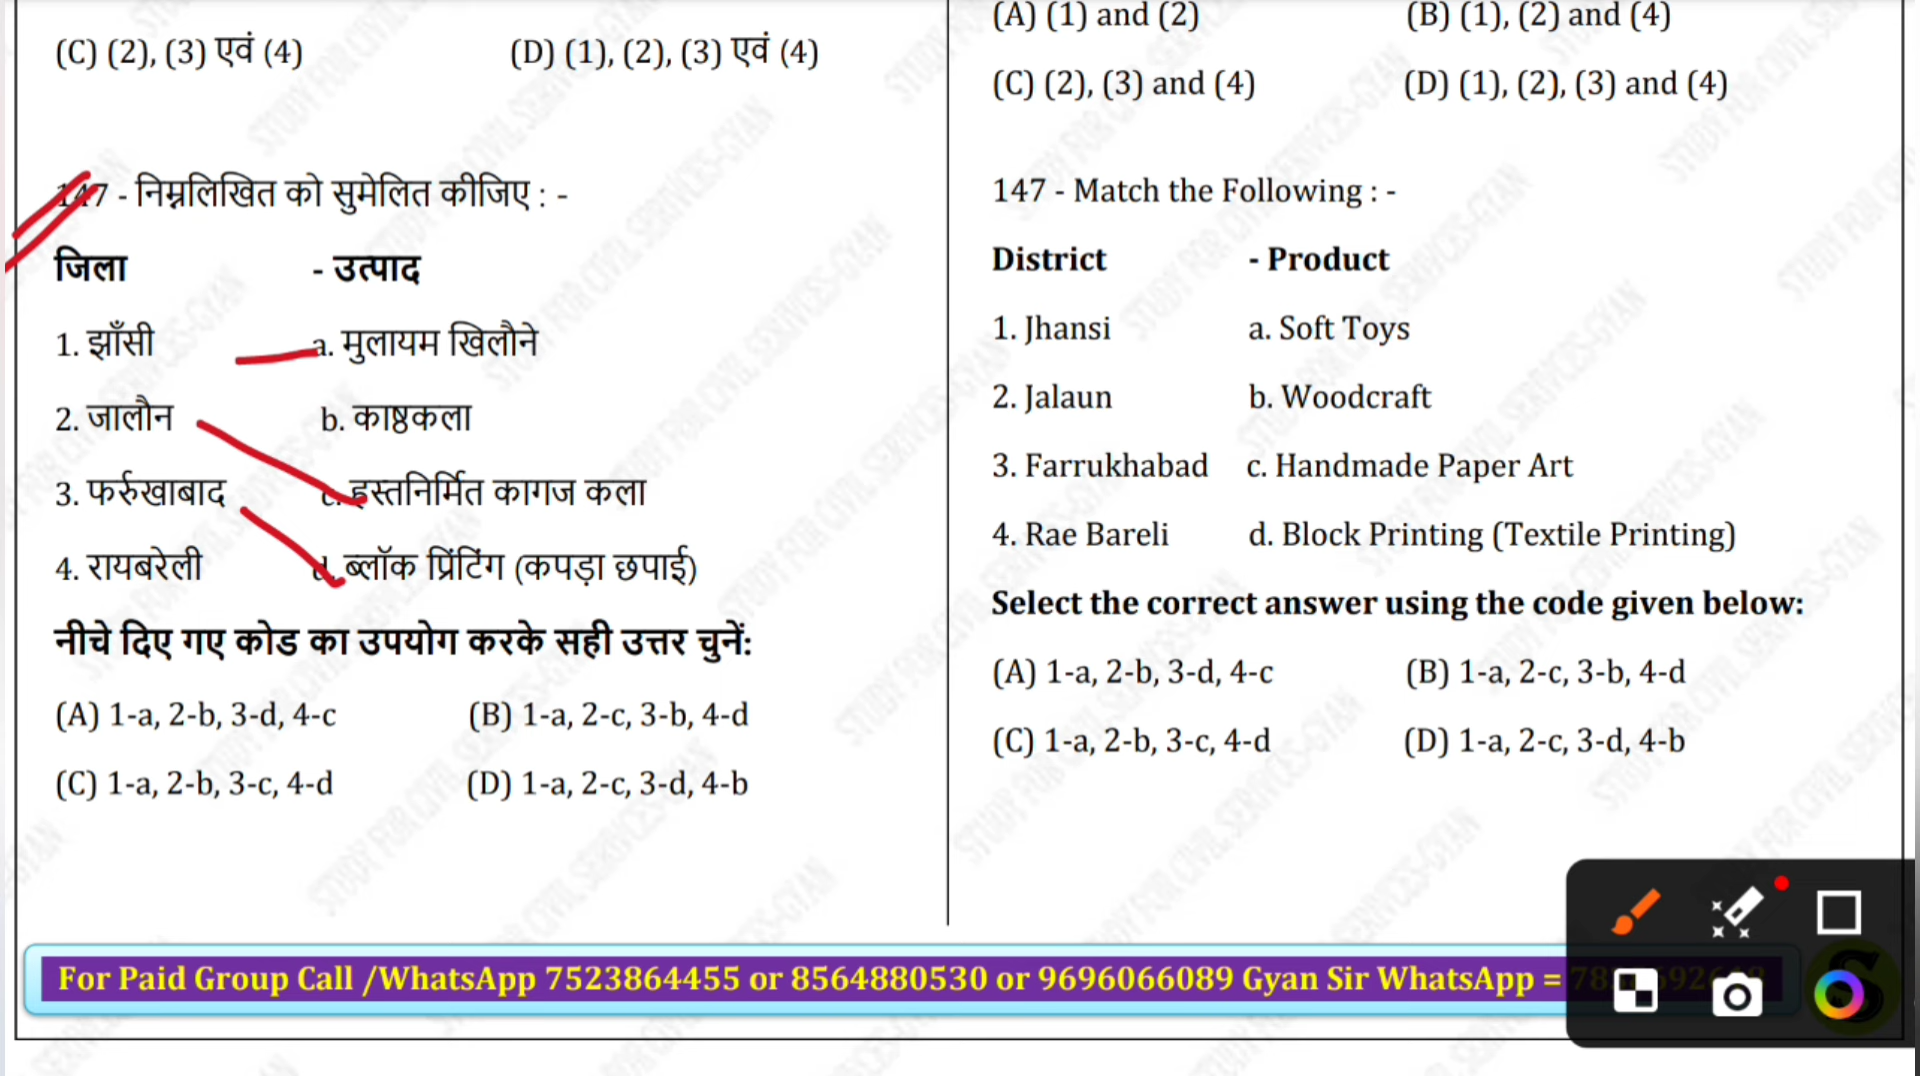 (C) (2), (3) एवं (4) (D) (1), (2), (3) एवं (4)
147 - निम्नलिखित को सुमेलित कीजिए : -
जिला - उत्पाद
1. झाँसी a. मुलायम खिलौने
2. जालौन b. काष्ठकला
3. फर्रुखाबाद c. हस्तनिर्मित कागज कला
4. रायबरेली d. ब्लॉक प्रिंटिंग (कपड़ा छपाई)
नीचे दिए गए कोड का उपयोग करके सही उत्तर चुनें:
(A) 1-a, 2-b, 3-d, 4-c (B) 1-a, 2-c, 3-b, 4-d
(C) 1-a, 2-b, 3-c, 4-d (D) 1-a, 2-c, 3-d, 4-b
(A) (1) and (2) (B) (1), (2) and (4)
(C) (2), (3) and (4) (D) (1), (2), (3) and (4)
147 - Match the Following : -
District - Product
1. Jhansi a. Soft Toys
2. Jalaun b. Woodcraft
3. Farrukhabad c. Handmade Paper Art
4. Rae Bareli d. Block Printing (Textile Printing)
Select the correct answer using the code given below:
(A) 1-a, 2-b, 3-d, 4-c (B) 1-a, 2-c, 3-b, 4-d
(C) 1-a, 2-b, 3-c, 4-d (D) 1-a, 2-c, 3-d, 4-b
For Paid Group Call /WhatsApp 7523864455 or 8564880530 or 9696066089 Gyan Sir WhatsApp =